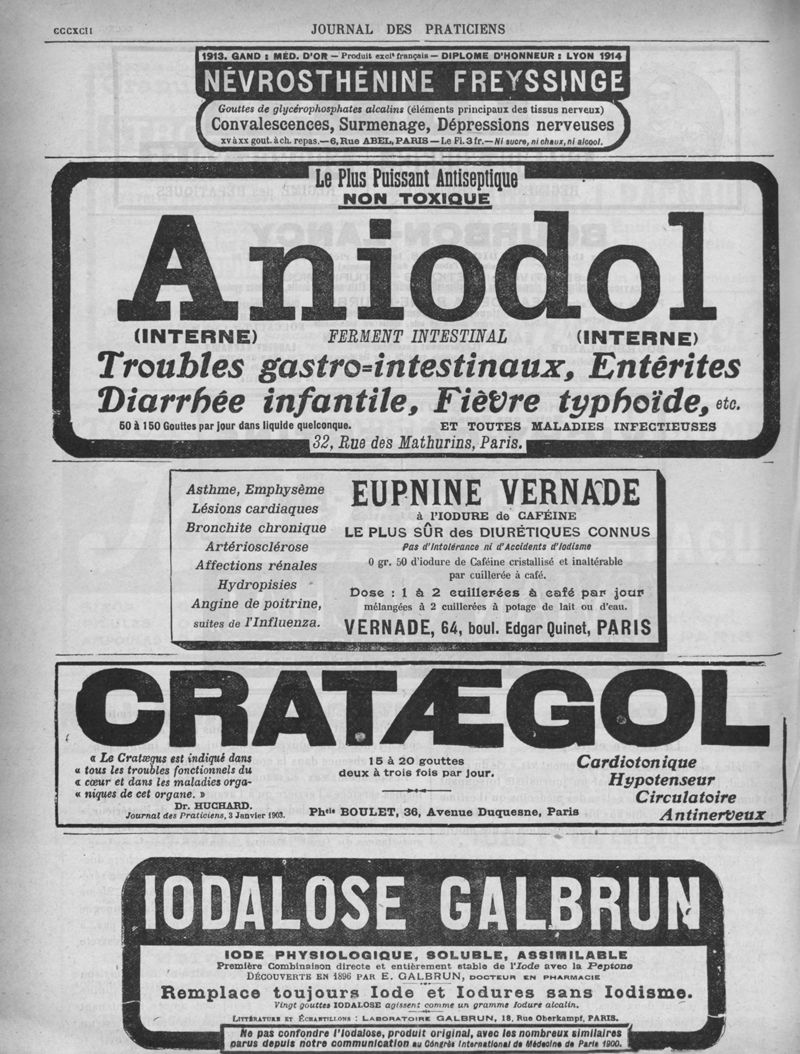 CCCXCII
JOURNAL DES PRATICIENS
1913. GAND : MÉD. D'OR — Produit exclt français — DIPLOME D'HONNEUR : LYON 1914
NÉVROSTHÉNINE FREYSSINGE
Gouttes de glycérophosphates alcalins (éléments principaux des tissus nerveux)
Convalescences, Surmenage, Dépressions nerveuses
XV à XX gout. à ch. repas. — 6, Rue ABEL, PARIS — Le Fl. 3 fr. — Ni sucre, ni chaux, ni alcool.
Le Plus Puissant Antiseptique
NON TOXIQUE
Aniodol
(INTERNE) FERMENT INTESTINAL (INTERNE)
Troubles gastro=intestinaux, Entérites
Diarrhée infantile, Fièvre typhoïde, etc.
50 à 150 Gouttes par jour dans liquide quelconque. ET TOUTES MALADIES INFECTIEUSES
32, Rue des Mathurins, Paris.
Asthme, Emphysème
Lésions cardiaques
Bronchite chronique
Artériosclérose
Affections rénales
Hydropisies
Angine de poitrine,
suites de l'Influenza.
EUPNINE VERNADE
à l'IODURE de CAFÉINE
LE PLUS SÛR des DIURÉTIQUES CONNUS
Pas d'Intolérance ni d'Accidents d'Iodisme
0 gr. 50 d'iodure de Caféine cristallisé et inaltérable
par cuillerée à café.
Dose : 1 à 2 cuillerées à café par jour
mélangées à 2 cuillerées à potage de lait ou d'eau.
VERNADE, 64, boul. Edgar Quinet, PARIS
CRATÆGOL
« Le Cratægus est indiqué dans
« tous les troubles fonctionnels du
« cœur et dans les maladies orga-
« niques de cet organe. »
Dr. HUCHARD.
Journal des Praticiens, 3 Janvier 1903.
15 à 20 gouttes
deux à trois fois par jour.
Phcie BOULET, 36, Avenue Duquesne, Paris
Cardiotonique
Hypotenseur
Circulatoire
Antinerveux
IODALOSE GALBRUN
IODE PHYSIOLOGIQUE, SOLUBLE, ASSIMILABLE
Première Combinaison directe et entièrement stable de l'Iode avec la Peptone
DÉCOUVERTE EN 1896 PAR E. GALBRUN, DOCTEUR EN PHARMACIE
Remplace toujours Iode et Iodures sans Iodisme.
Vingt gouttes IODALOSE agissent comme un gramme Iodure alcalin.
LITTÉRATURE ET ÉCHANTILLONS : LABORATOIRE GALBRUN, 18, Rue Oberkampf, PARIS.
Ne pas confondre l'Iodalose, produit original, avec les nombreux similaires
parus depuis notre communication au Congrès International de Médecine de Paris 1900.